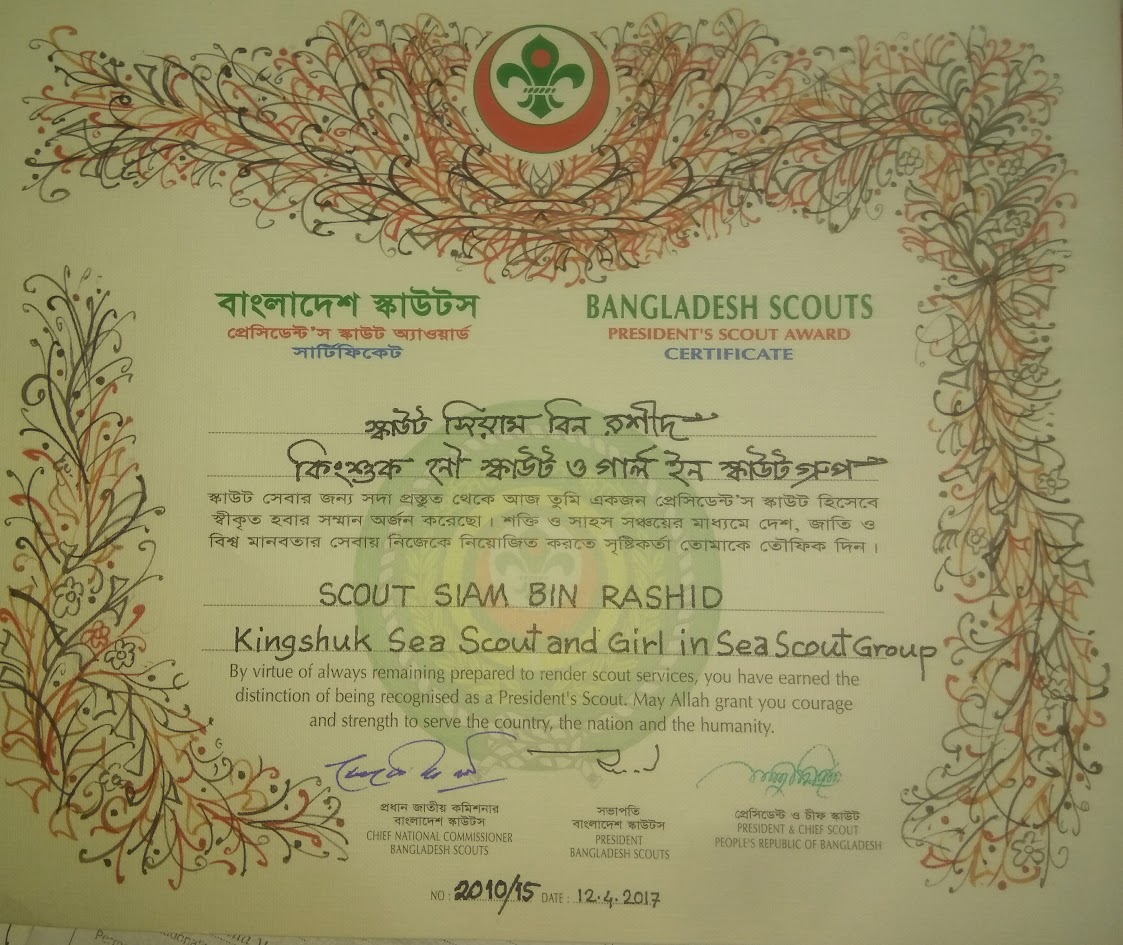 বাংলাদেশ স্কাউটস
প্রেসিডেন্ট'স স্কাউট অ্যাওয়ার্ড
সার্টিফিকেট
BANGLADESH SCOUTS
PRESIDENT'S SCOUT AWARD
CERTIFICATE
স্কাউট সিয়াম বিন রশীদ
কিংশুক নৌ স্কাউট ও গার্ল ইন স্কাউট গ্রুপ
স্কাউট সেবার জন্য সদা প্রস্তুত থেকে আজ তুমি একজন প্রেসিডেন্ট'স স্কাউট হিসেবে
স্বীকৃত হবার সম্মান অর্জন করেছো। শক্তি ও সাহস সঞ্চয়ের মাধ্যমে দেশ, জাতি ও
বিশ্ব মানবতার সেবায় নিজেকে নিয়োজিত করতে সৃষ্টিকর্তা তোমাকে তৌফিক দিন।
SCOUT SIAM BIN RASHID
Kingshuk Sea Scout and Girl in Sea Scout Group
By virtue of always remaining prepared to render scout services, you have earned the
distinction of being recognised as a President's Scout. May Allah grant you courage
and strength to serve the country, the nation and the humanity.
প্রধান জাতীয় কমিশনার
বাংলাদেশ স্কাউটস
CHIEF NATIONAL COMMISSIONER
BANGLADESH SCOUTS
সভাপতি
বাংলাদেশ স্কাউটস
PRESIDENT
BANGLADESH SCOUTS
প্রেসিডেন্ট ও চীফ স্কাউট
PRESIDENT & CHIEF SCOUT
PEOPLE'S REPUBLIC OF BANGLADESH
NO : 2010/15 DATE : 12.4.2017